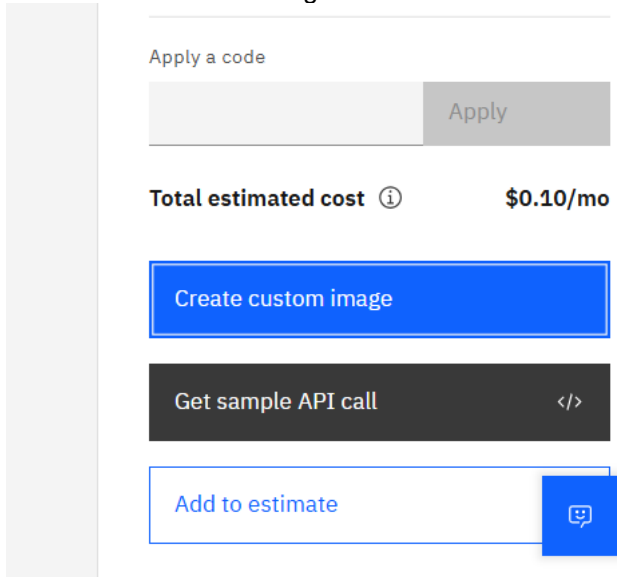 Apply a code
Apply
Total estimated cost $0.10/mo
Create custom image
Get sample API call </>
Add to estimate